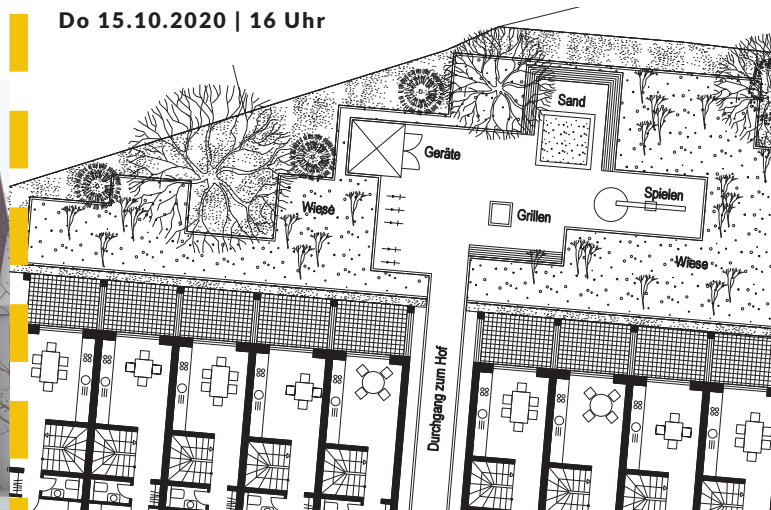 Do 15.10.2020 | 16 Uhr
Sand
Geräte
Spielen
Wiese
Grillen
Wiese
Durchgang zum Hof